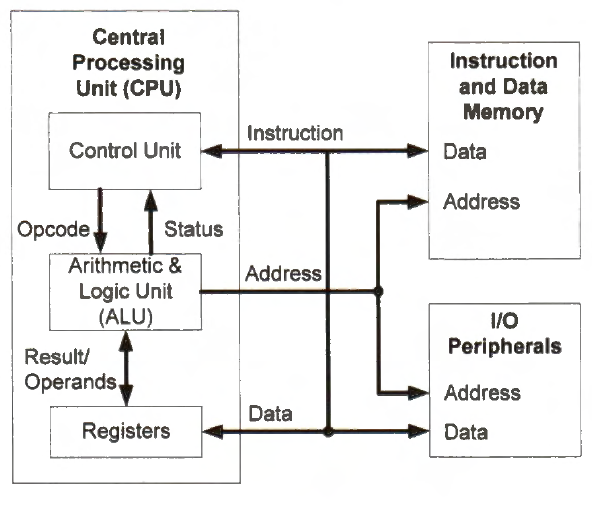 Central
Processing
Unit (CPU)
Control Unit
Opcode
Status
Arithmetic &
Logic Unit
(ALU)
Result/
Operands
Registers
Instruction
Address
Data
Instruction
and Data
Memory
Data
Address
I/O
Peripherals
Address
Data